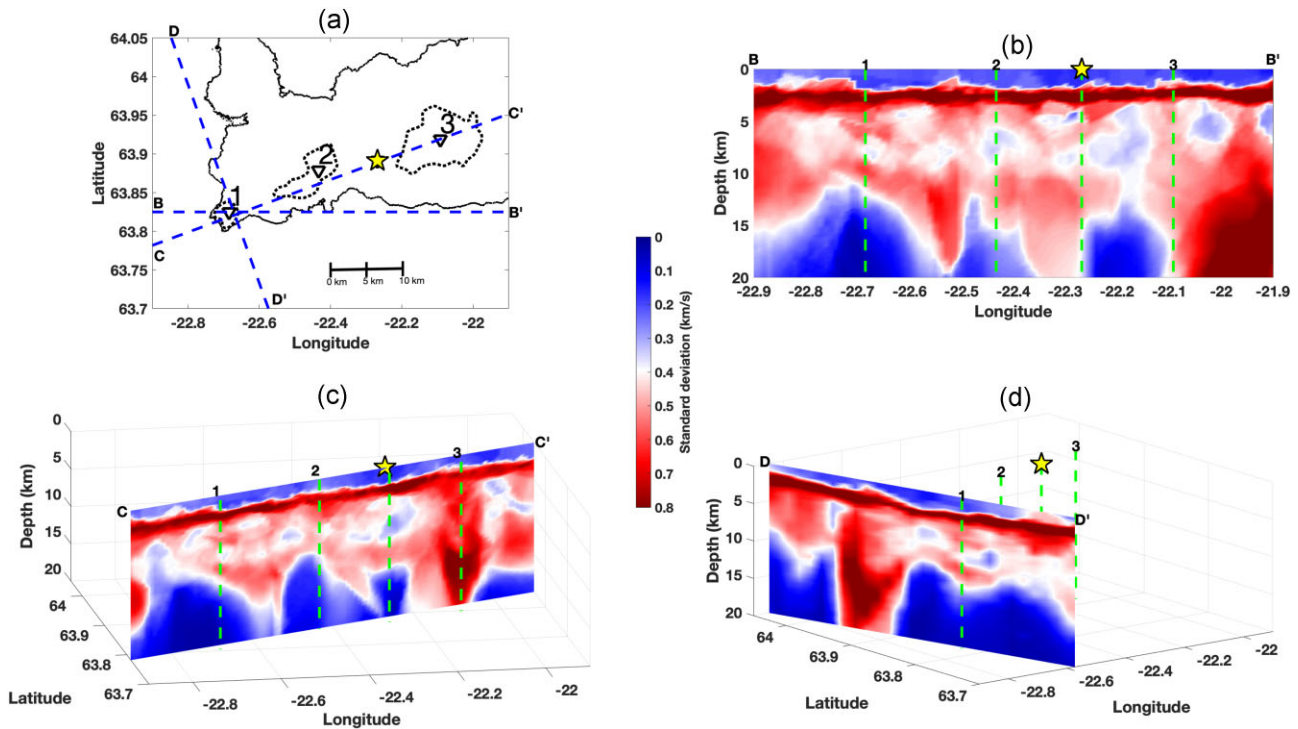 (a)
D
64.05
64
63.95
63.9
63.85
63.8
63.75
63.7
Latitude
C'
3
2
1
B
B'
C
D'
0 km 5 km 10 km
-22.8 -22.6 -22.4 -22.2 -22
Longitude
(b)
B 1 2 3 B'
0
5
10
15
20
Depth (km)
-22.9 -22.8 -22.7 -22.6 -22.5 -22.4 -22.3 -22.2 -22.1 -22 -21.9
Longitude
0
0.1
0.2
0.3
0.4
0.5
0.6
0.7
0.8
Standard deviation (km/s)
(c)
0
5
10
15
20
Depth (km)
C 1 2 3 C'
64
63.9
63.8
63.7
Latitude
-22.8 -22.6 -22.4 -22.2 -22
Longitude
(d)
0
5
10
15
20
Depth (km)
D 1 2 3 D'
64
63.9
63.8
63.7
Latitude
-22.8 -22.6 -22.4 -22.2 -22
Longitude